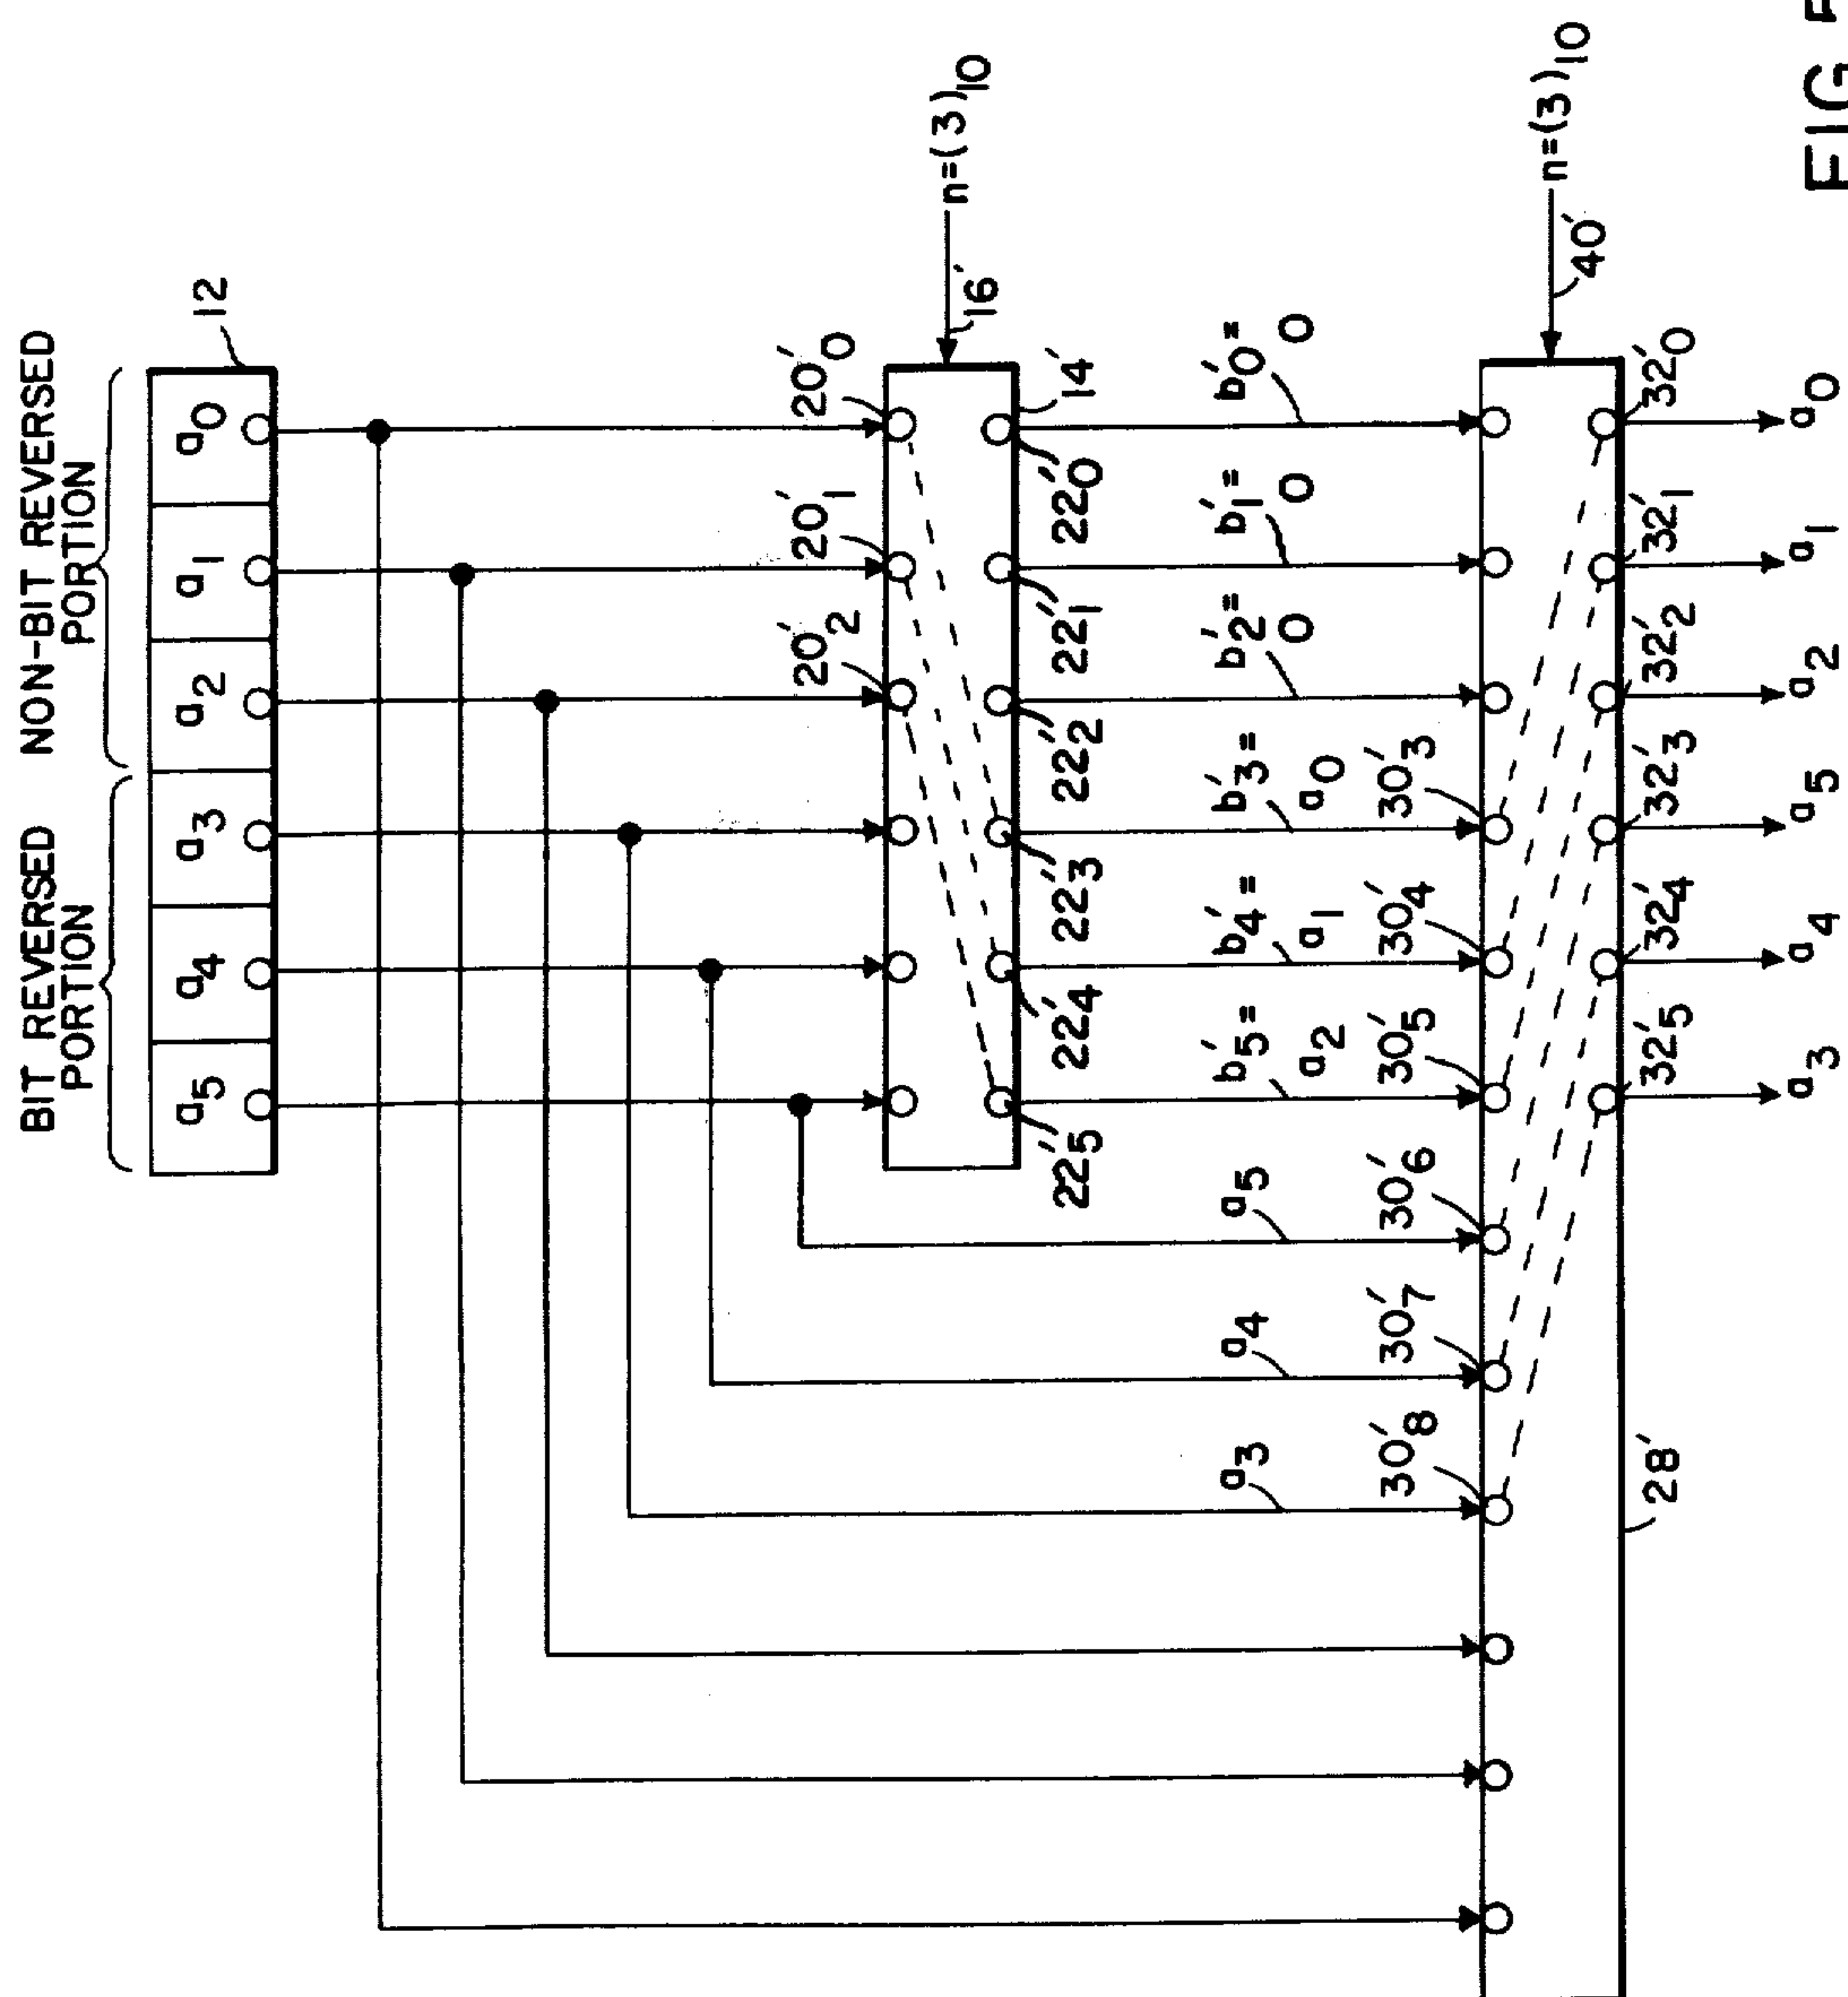 BIT REVERSED PORTION
NON-BIT REVERSED PORTION
a₅ a₄ a₃ a₂ a₁ a₀
12
20'₂ 20'₁ 20'₀
n=(3)₁₀
16'
22'₅ 22'₄ 22'₃ 22'₂ 22'₁ 22'₀ 14'
a₃ a₄ a₅ b'₅= a₂ b'₄= a₁ b'₃= a₀ b'₂= 0 b'₁= 0 b'₀= 0
30'₈ 30'₇ 30'₆ 30'₅ 30'₄ 30'₃
n=(3)₁₀
40'
28' 32'₅ 32'₄ 32'₃ 32'₂ 32'₁ 32'₀
a₃ a₄ a₅ a₂ a₁ a₀
FIG